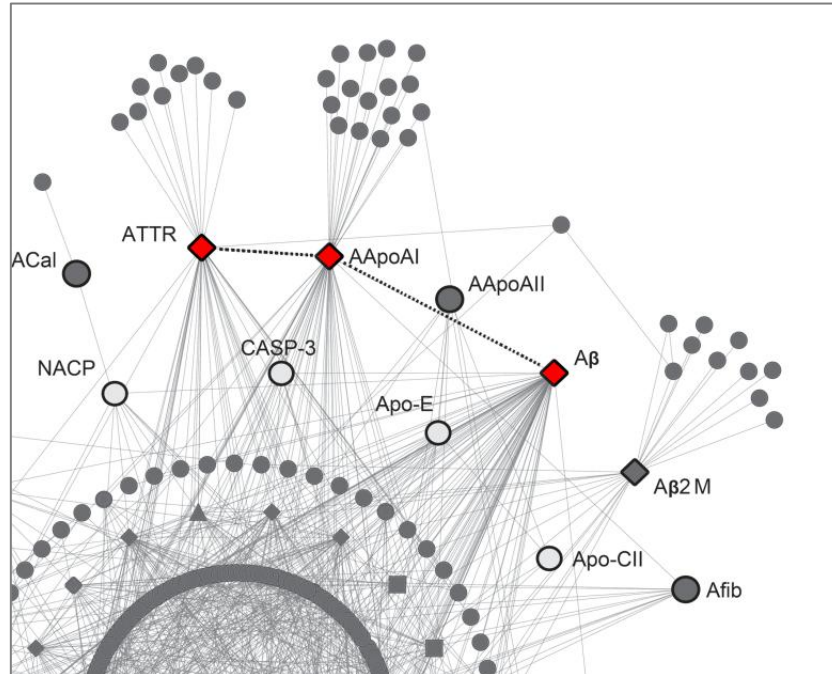 ATTR
AApoAI
ACal
AApoAII
CASP-3
Aβ
NACP
Apo-E
Aβ2 M
Apo-CII
Afib